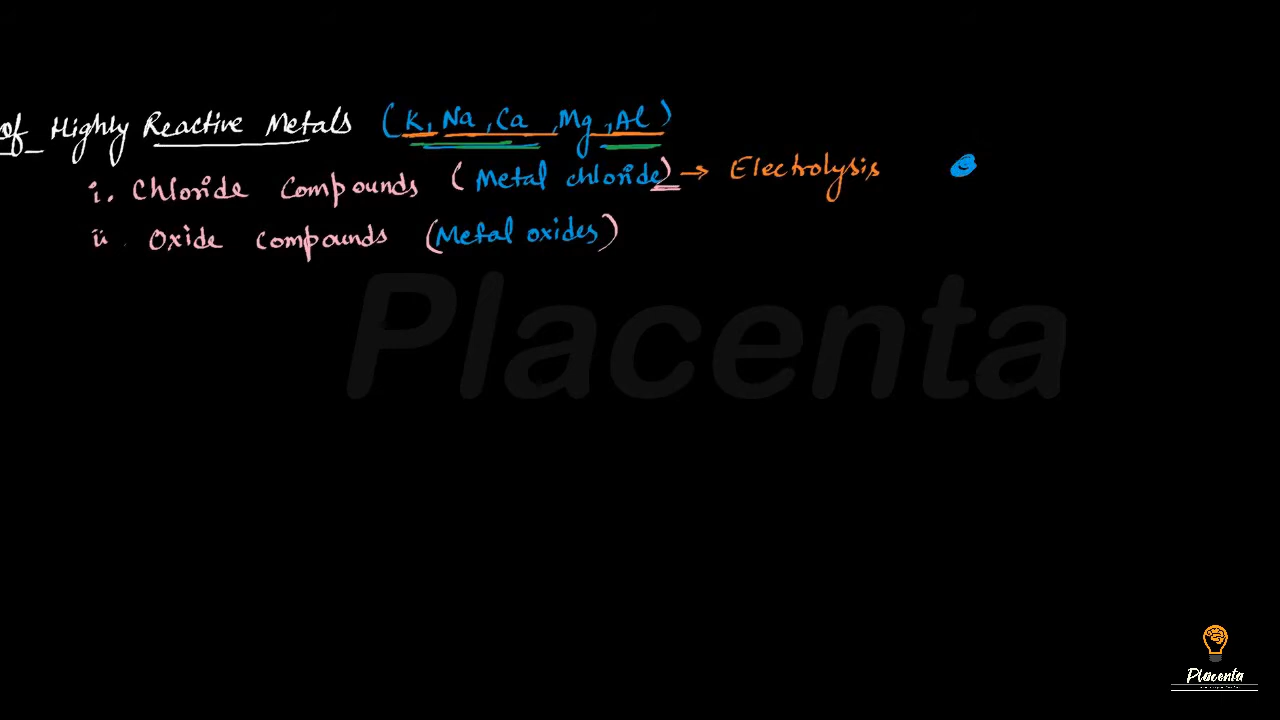 of Highly Reactive Metals (K, Na, Ca, Mg, Al)
i. Chloride Compounds (Metal chloride) → Electrolysis
ii. Oxide Compounds (Metal oxides)
Placenta
Placenta